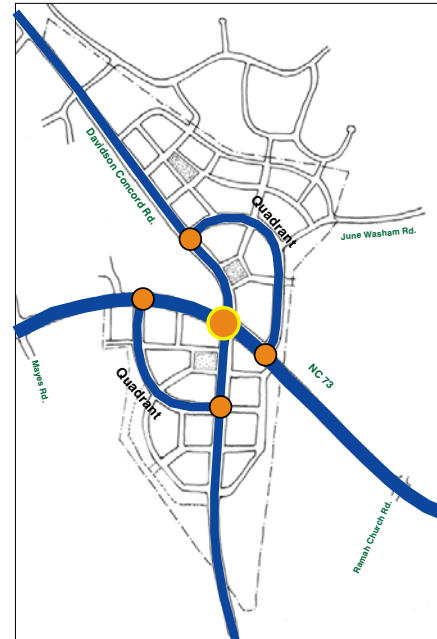 Davidson Concord Rd.
Quadrant
June Washam Rd.
Mayes Rd.
Quadrant
NC 73
Ramah Church Rd.